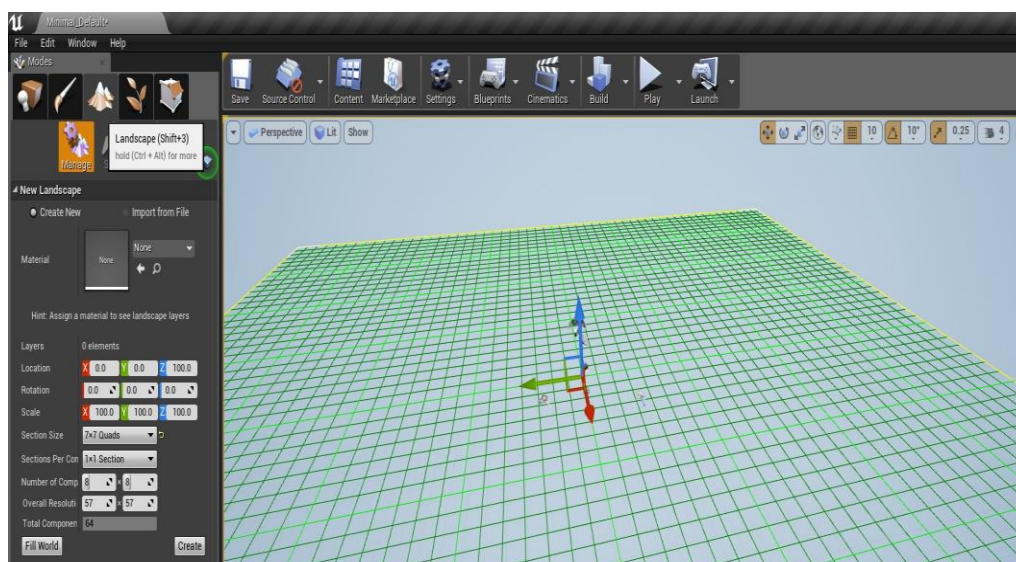 Minimal_Default*
File Edit Window Help
Modes
Save Source Control Content Marketplace Settings Blueprints Cinematics Build Play Launch
Landscape (Shift+3)
hold (Ctrl + Alt) for more
Perspective Lit Show 10 10° 0.25 4
Manage
New Landscape
Create New Import from File
Material None None
Hint: Assign a material to see landscape layers
Layers 0 elements
Location X 0.0 Y 0.0 Z 100.0
Rotation 0.0 0.0 0.0
Scale X 100.0 Y 100.0 Z 100.0
Section Size 7×7 Quads
Sections Per Con 1×1 Section
Number of Comp 8 × 8
Overall Resoluti 57 × 57
Total Componen 64
Fill World Create